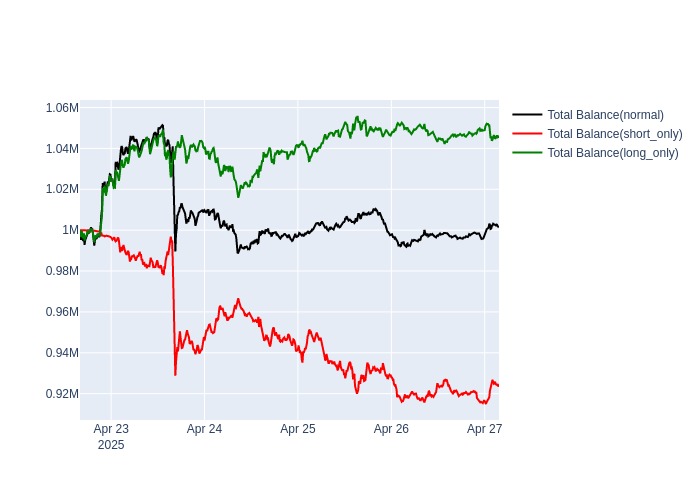 1.06M
1.04M
1.02M
1M
0.98M
0.96M
0.94M
0.92M
Apr 23
2025
Apr 24
Apr 25
Apr 26
Apr 27
Total Balance(normal)
Total Balance(short_only)
Total Balance(long_only)